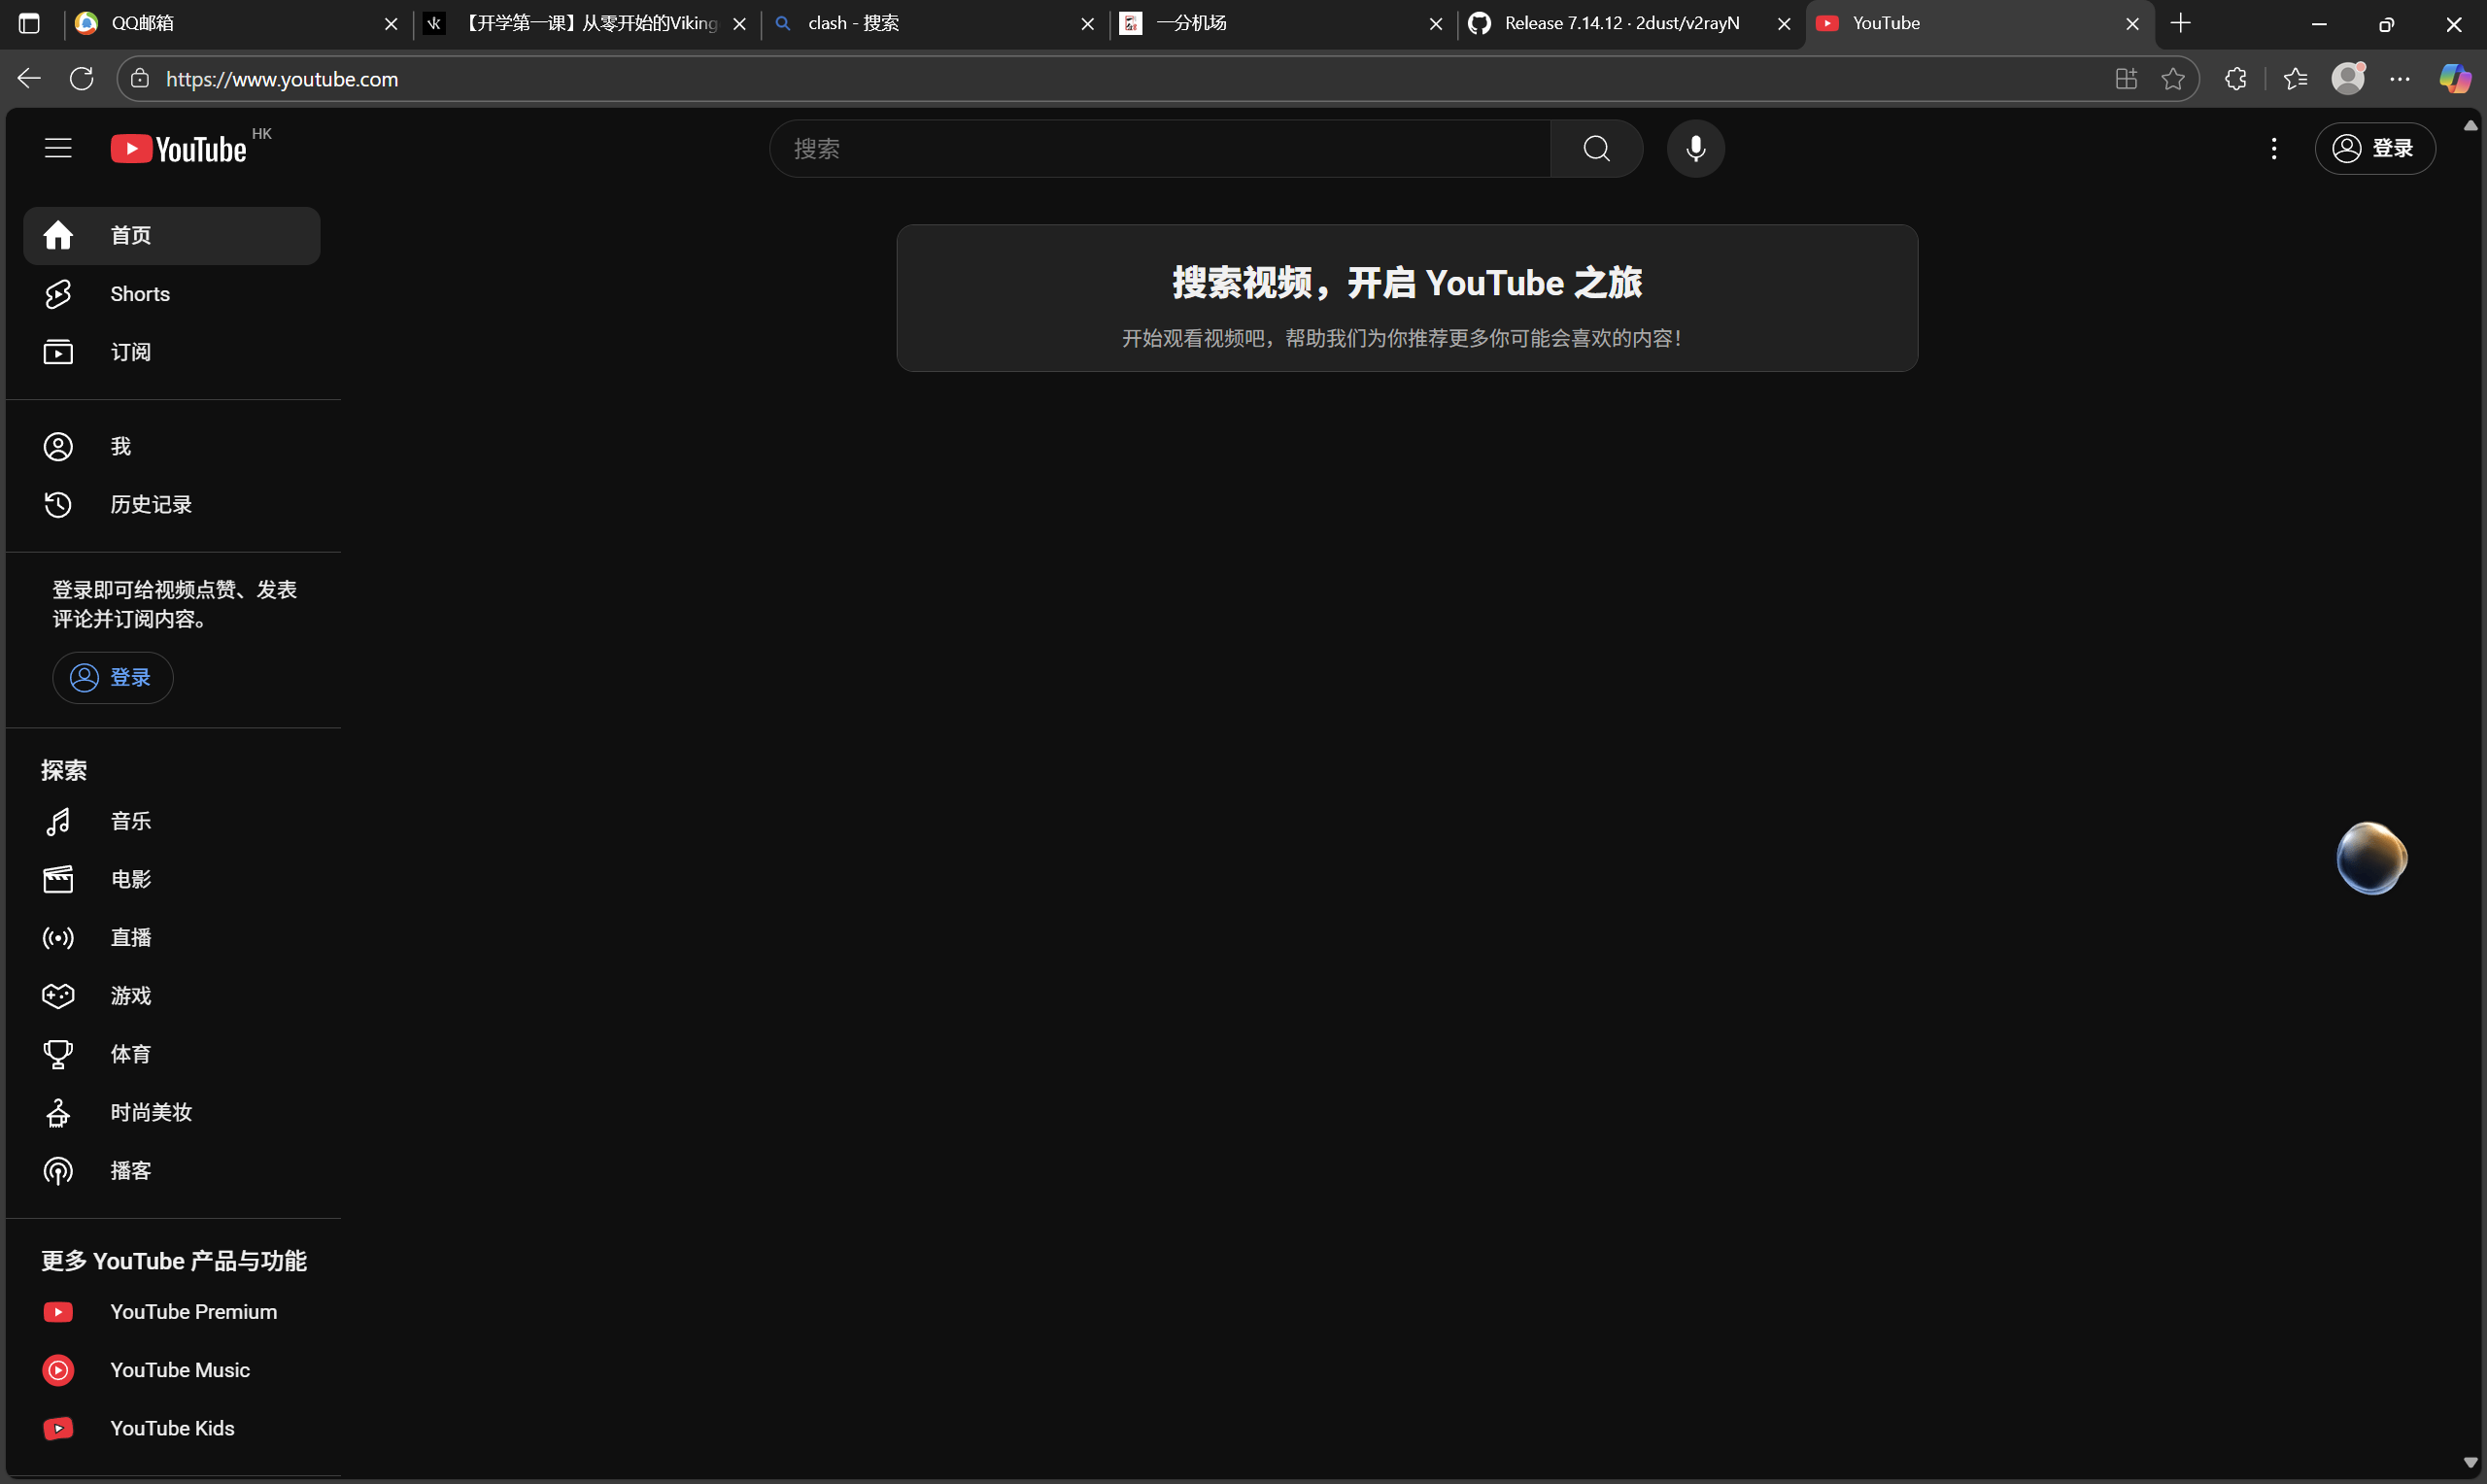 QQ邮箱
【开学第一课】从零开始的Viking
clash - 搜索
一分机场
Release 7.14.12 · 2dust/v2rayN
YouTube
https://www.youtube.com
YouTube HK
搜索
登录
首页
Shorts
订阅
我
历史记录
登录即可给视频点赞、发表
评论并订阅内容。
登录
探索
音乐
电影
直播
游戏
体育
时尚美妆
播客
更多 YouTube 产品与功能
YouTube Premium
YouTube Music
YouTube Kids
搜索视频，开启 YouTube 之旅
开始观看视频吧，帮助我们为你推荐更多你可能会喜欢的内容！